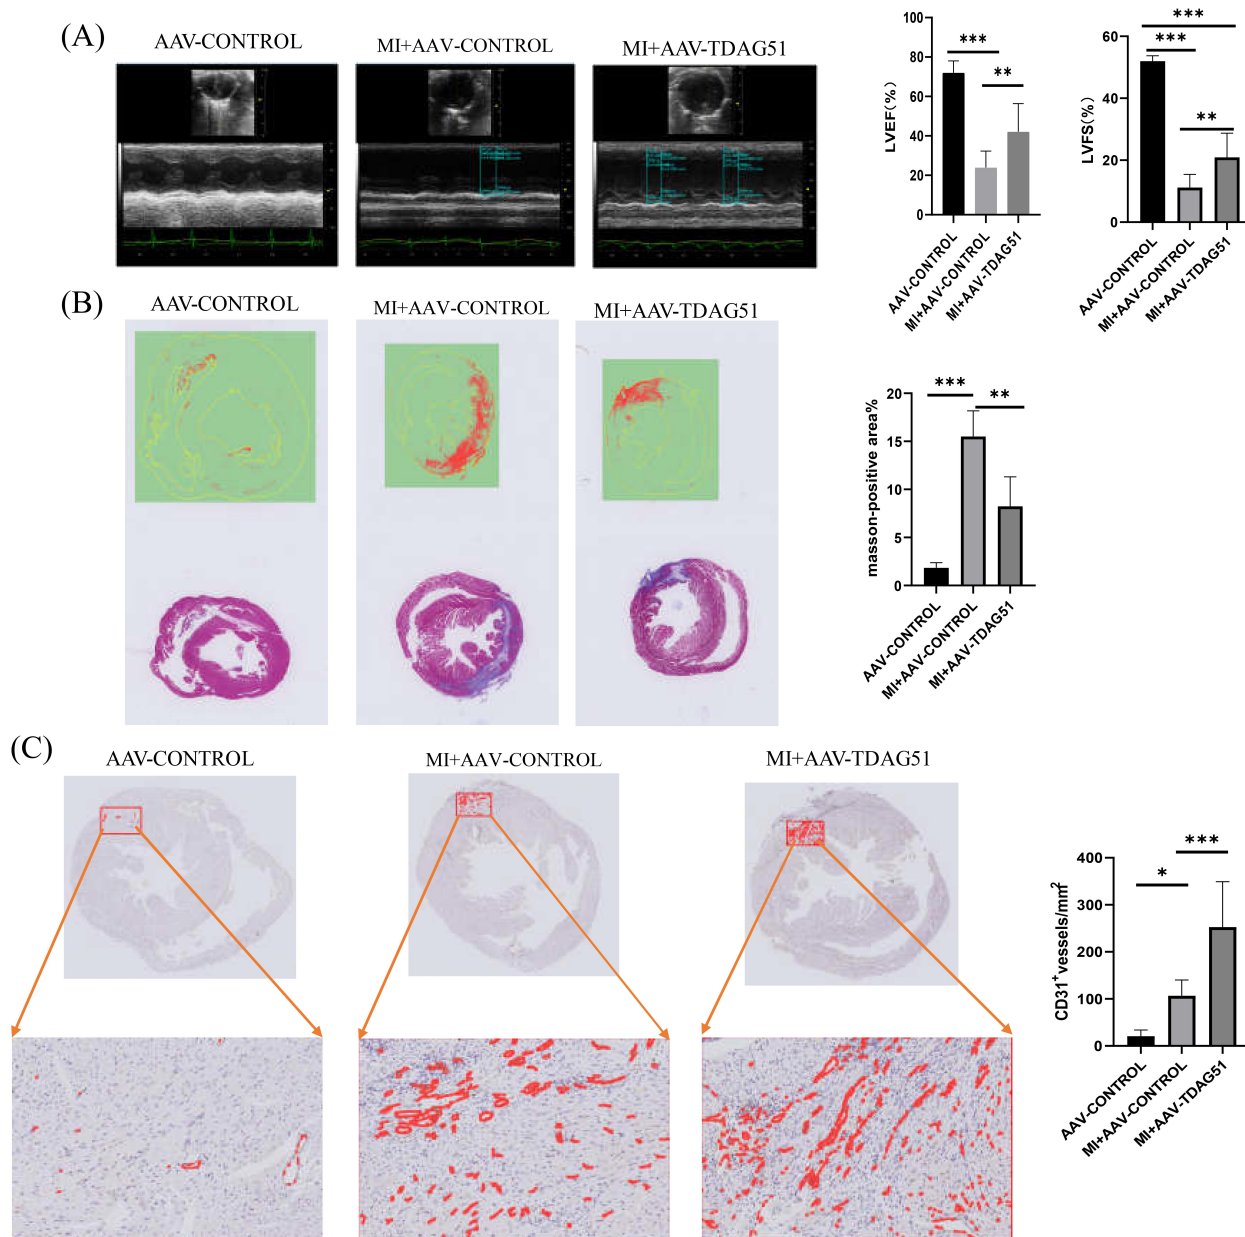 (A)
AAV-CONTROL
MI+AAV-CONTROL
MI+AAV-TDAG51
LVEF(%)
100
80
60
40
20
0
***
**
AAV-CONTROL
MI+AAV-CONTROL
MI+AAV-TDAG51
LVFS(%)
60
40
20
0
***
***
**
AAV-CONTROL
MI+AAV-CONTROL
MI+AAV-TDAG51
(B)
AAV-CONTROL
MI+AAV-CONTROL
MI+AAV-TDAG51
masson-positive area%
20
15
10
5
0
***
**
AAV-CONTROL
MI+AAV-CONTROL
MI+AAV-TDAG51
(C)
AAV-CONTROL
MI+AAV-CONTROL
MI+AAV-TDAG51
CD31⁺vessels/mm²
400
300
200
100
0
*
***
AAV-CONTROL
MI+AAV-CONTROL
MI+AAV-TDAG51